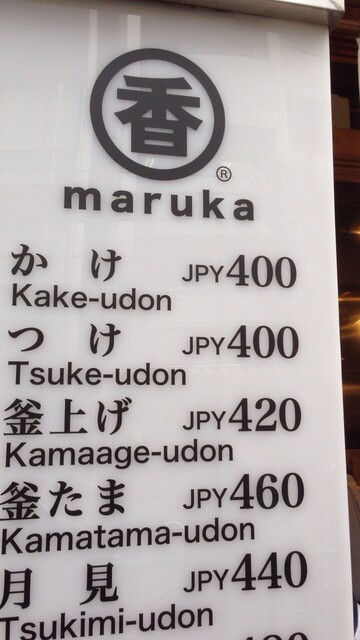 香
®
maruka
かけ JPY400
Kake-udon
つけ JPY400
Tsuke-udon
釜上げ JPY420
Kamaage-udon
釜たま JPY460
Kamatama-udon
月見 JPY440
Tsukimi-udon